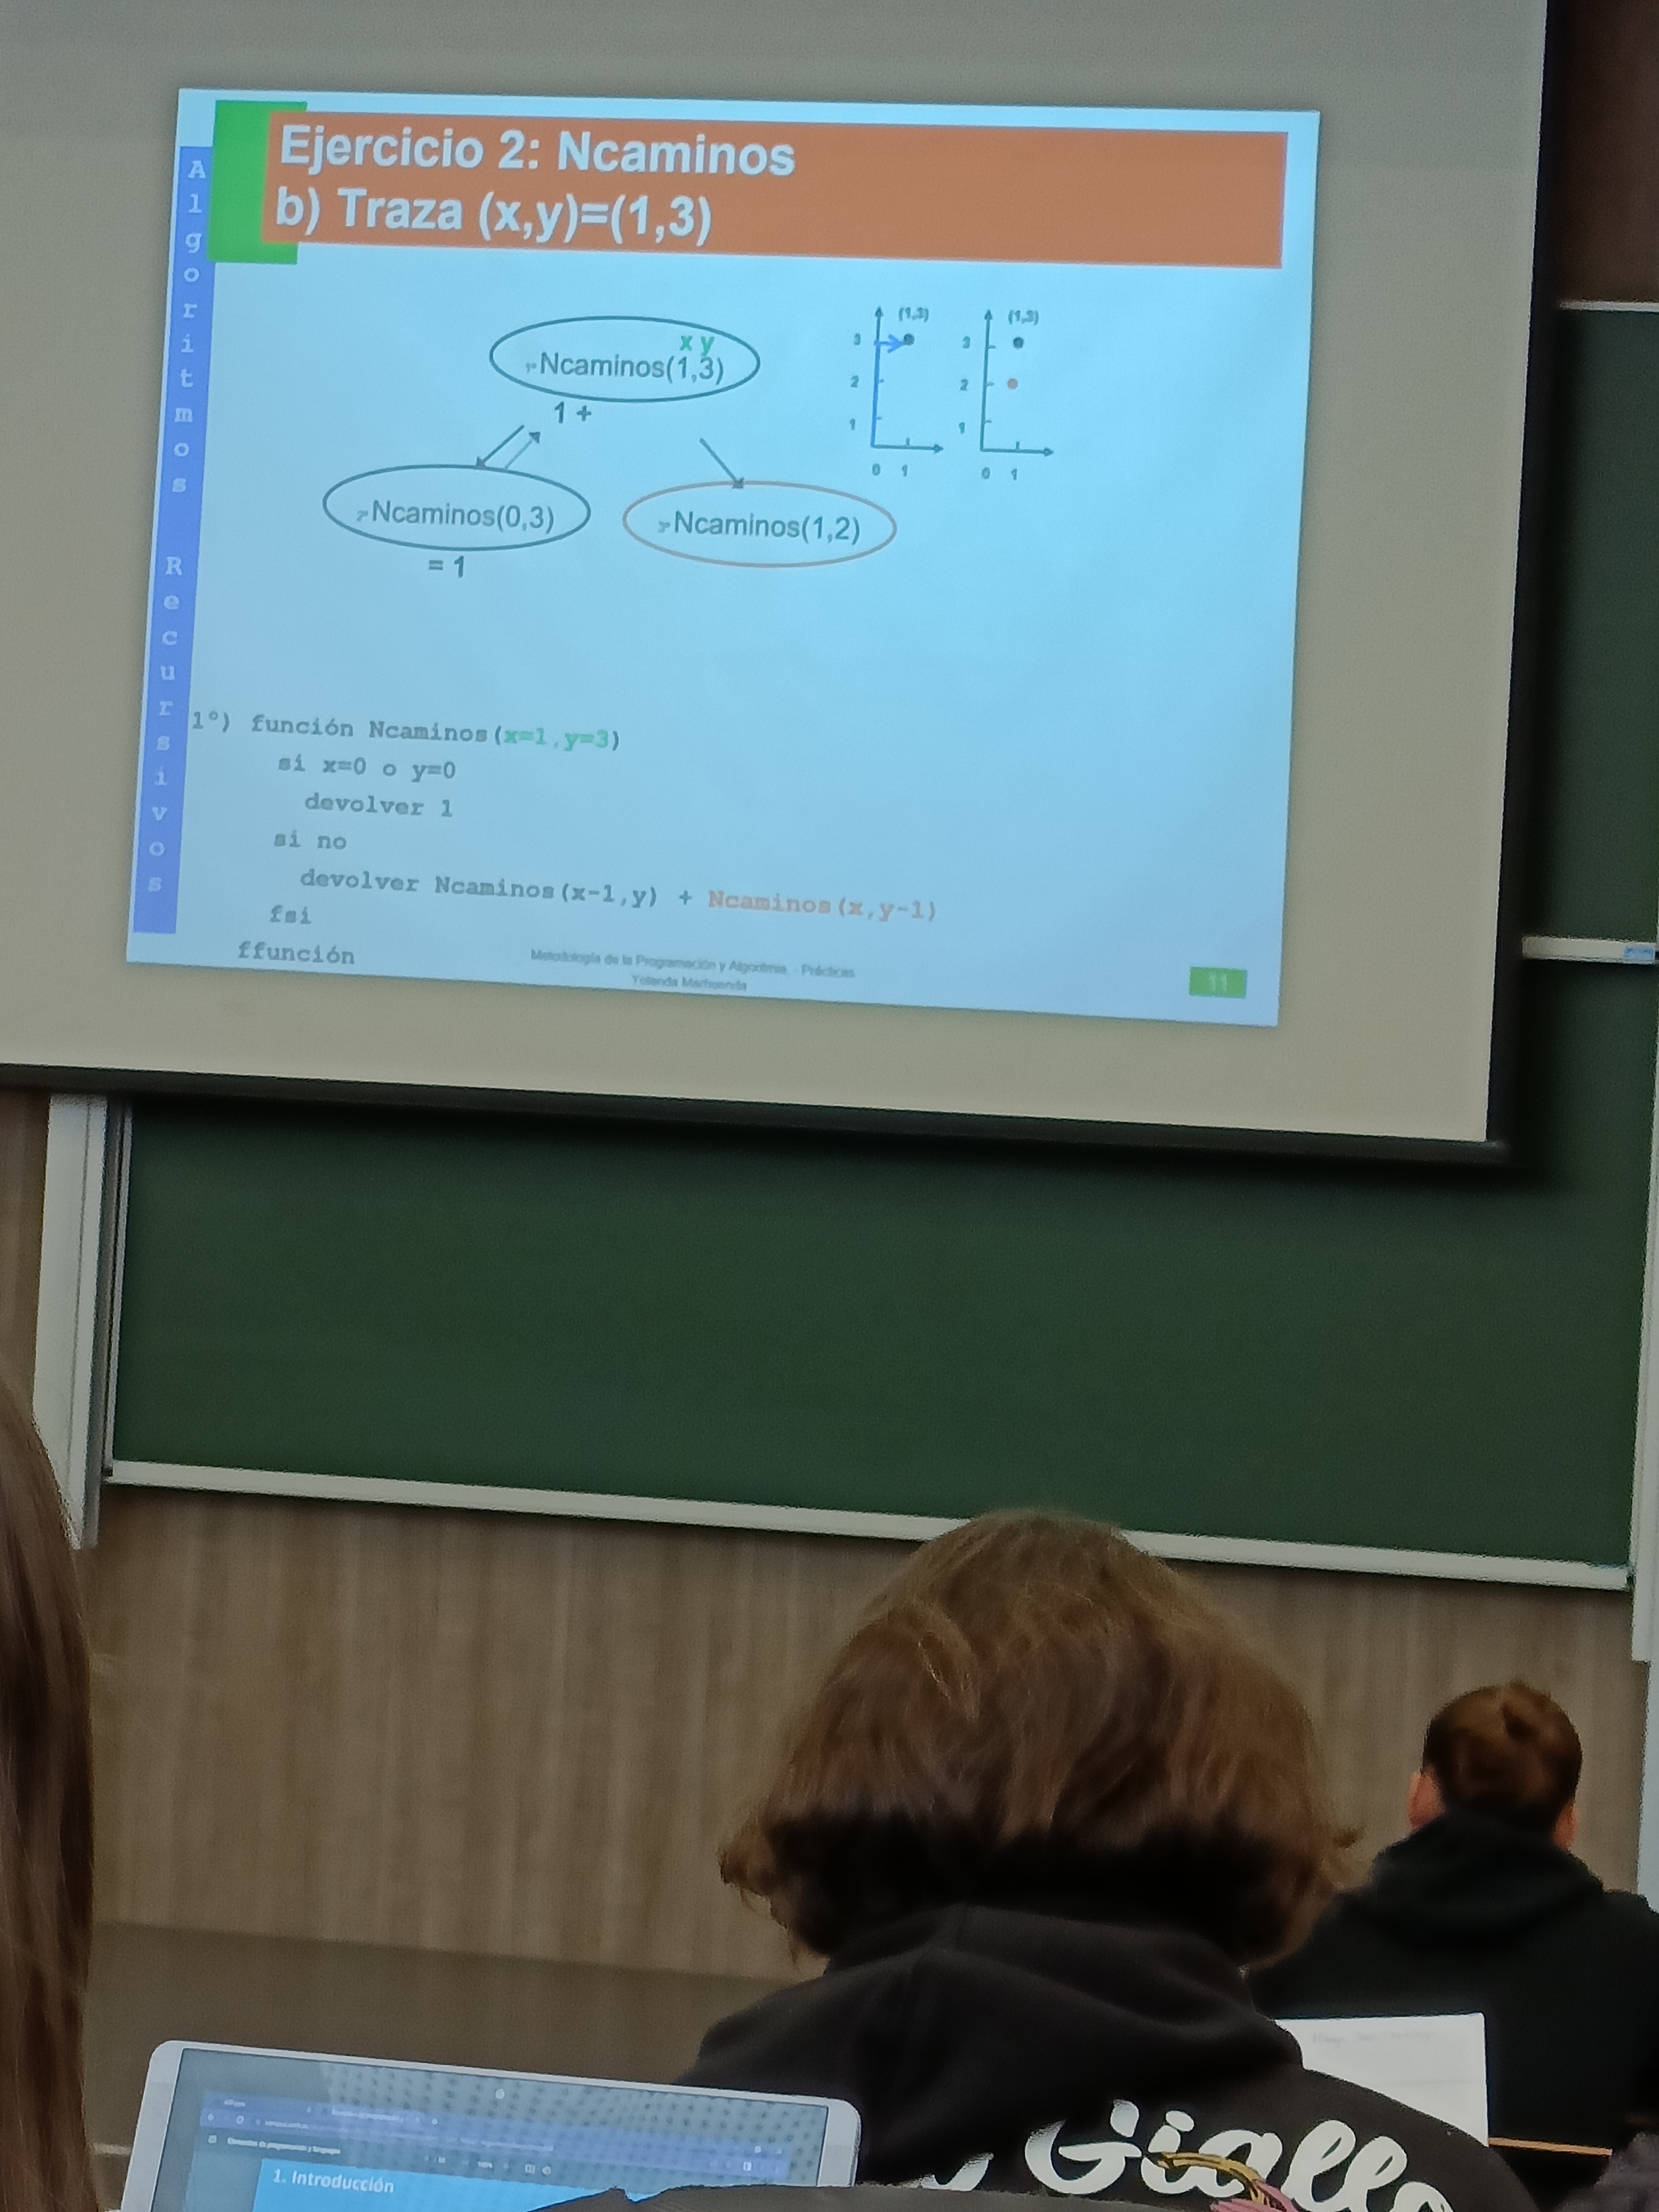 Ejercicio 2: Ncaminos
b) Traza (x,y)=(1,3)
Algoritmos Recursivos
x y
1º Ncaminos(1,3)
1 +
2º Ncaminos(0,3)
= 1
3º Ncaminos(1,2)
(1,3)
3
2
1
0 1
(1,3)
3
2
1
0 1
1º) función Ncaminos(x=1,y=3)
si x=0 o y=0
devolver 1
si no
devolver Ncaminos(x-1,y) + Ncaminos(x,y-1)
fsi
ffunción
Metodología de la Programación y Algoritmia. - Prácticas
Yolanda Marhuenda
11
Giallo
1. Introducción